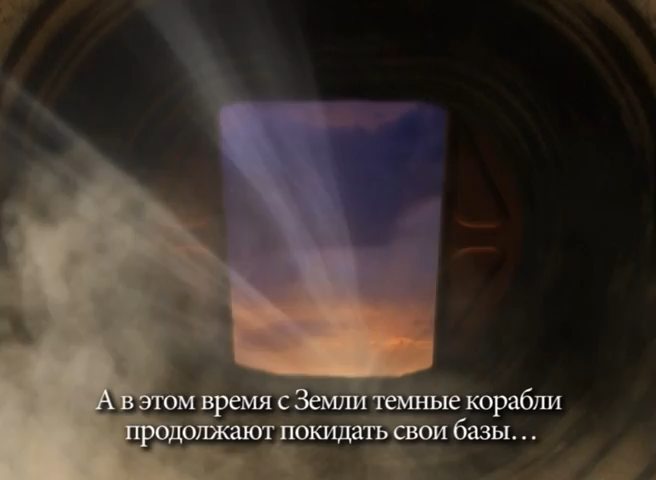 А в этом время с Земли темные корабли
продолжают покидать свои базы…